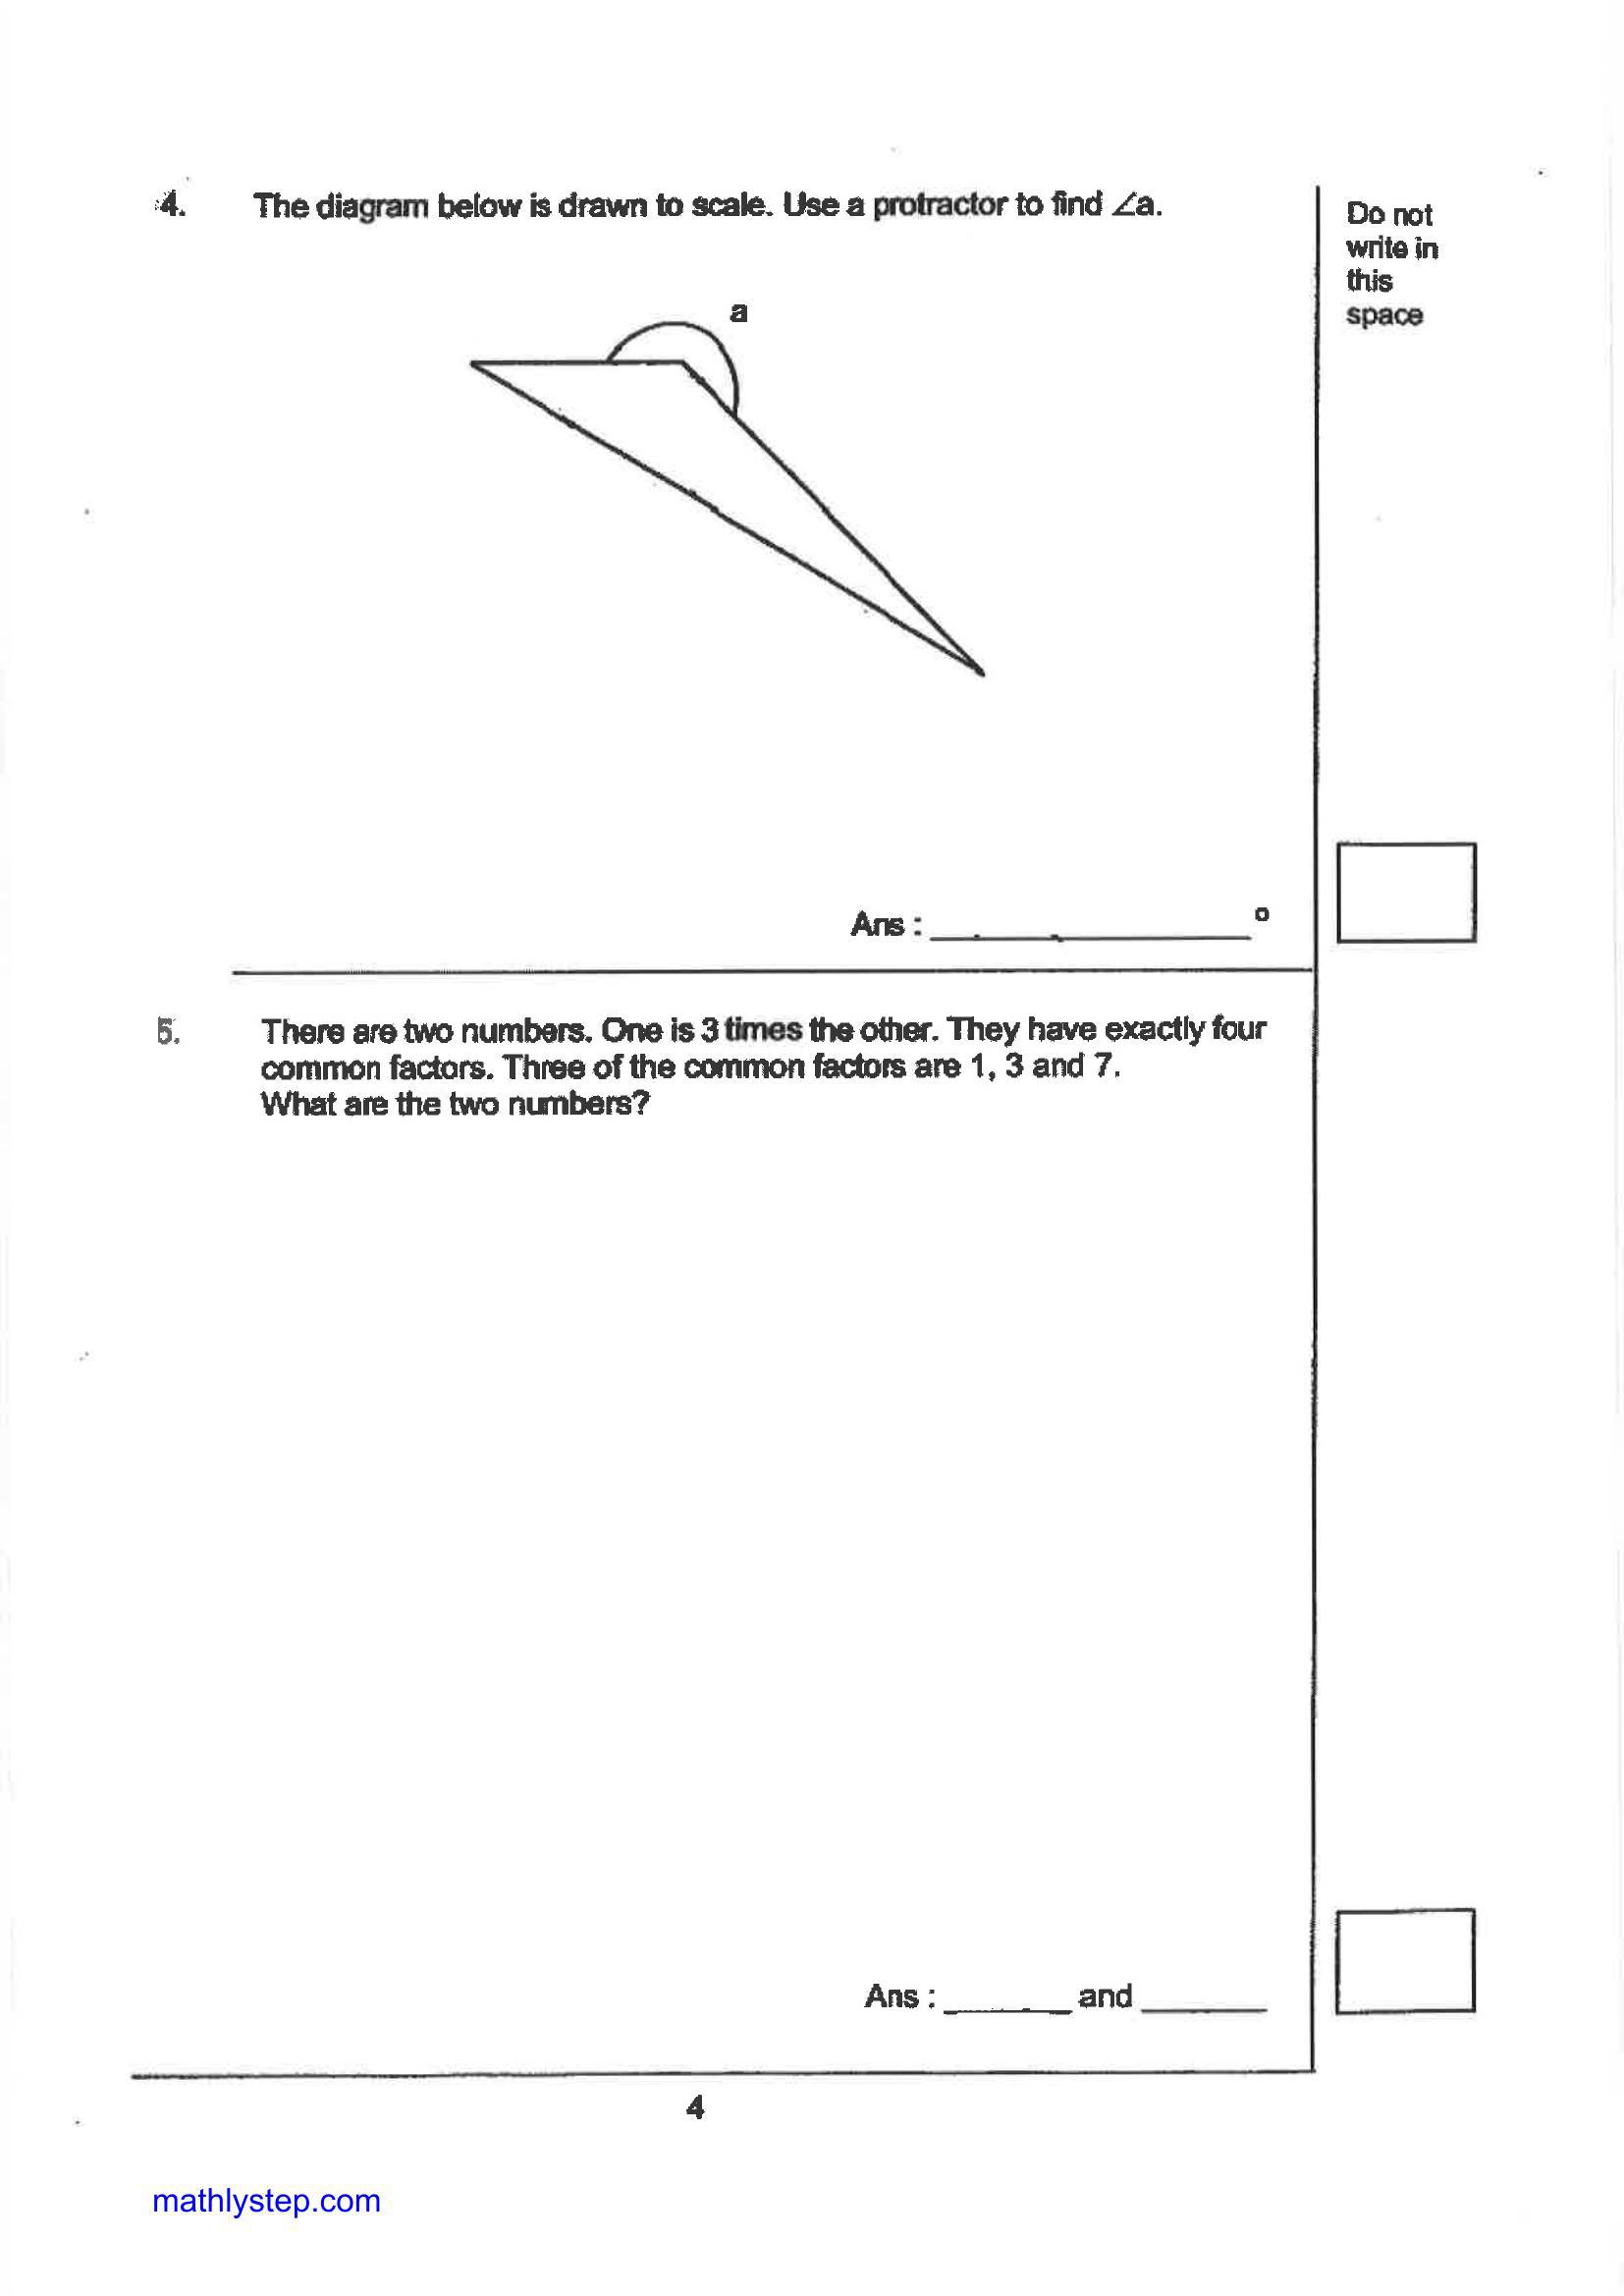 4. The diagram below is drawn to scale. Use a protractor to find ∠a.
Do not
write in
this
space
a
Ans : ____________________ °
5. There are two numbers. One is 3 times the other. They have exactly four
common factors. Three of the common factors are 1, 3 and 7.
What are the two numbers?
Ans : ________ and ________
4
mathlystep.com